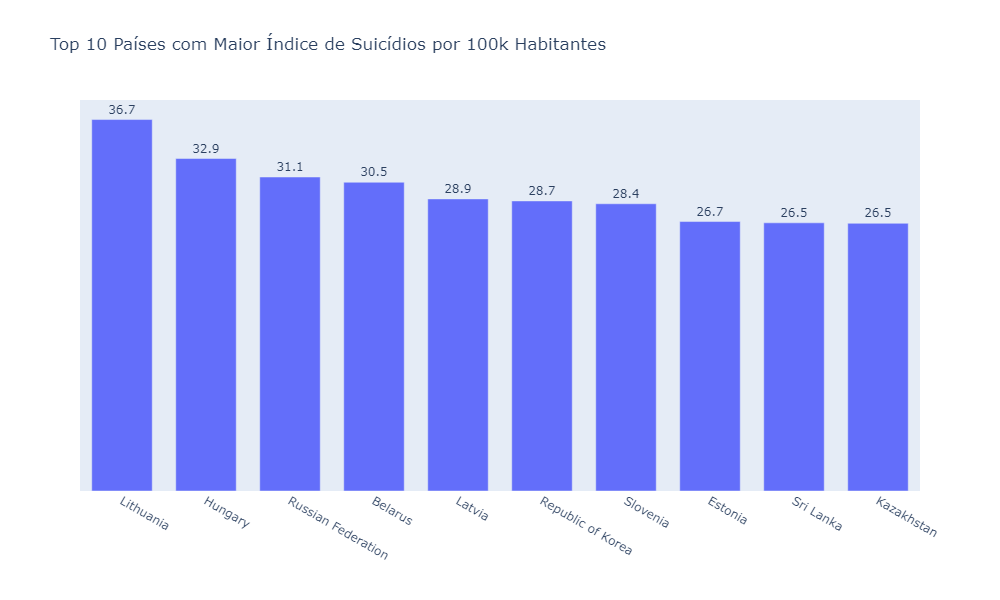 Top 10 Países com Maior Índice de Suicídios por 100k Habitantes
36.7
32.9
31.1
30.5
28.9
28.7
28.4
26.7
26.5
26.5
Lithuania
Hungary
Russian Federation
Belarus
Latvia
Republic of Korea
Slovenia
Estonia
Sri Lanka
Kazakhstan